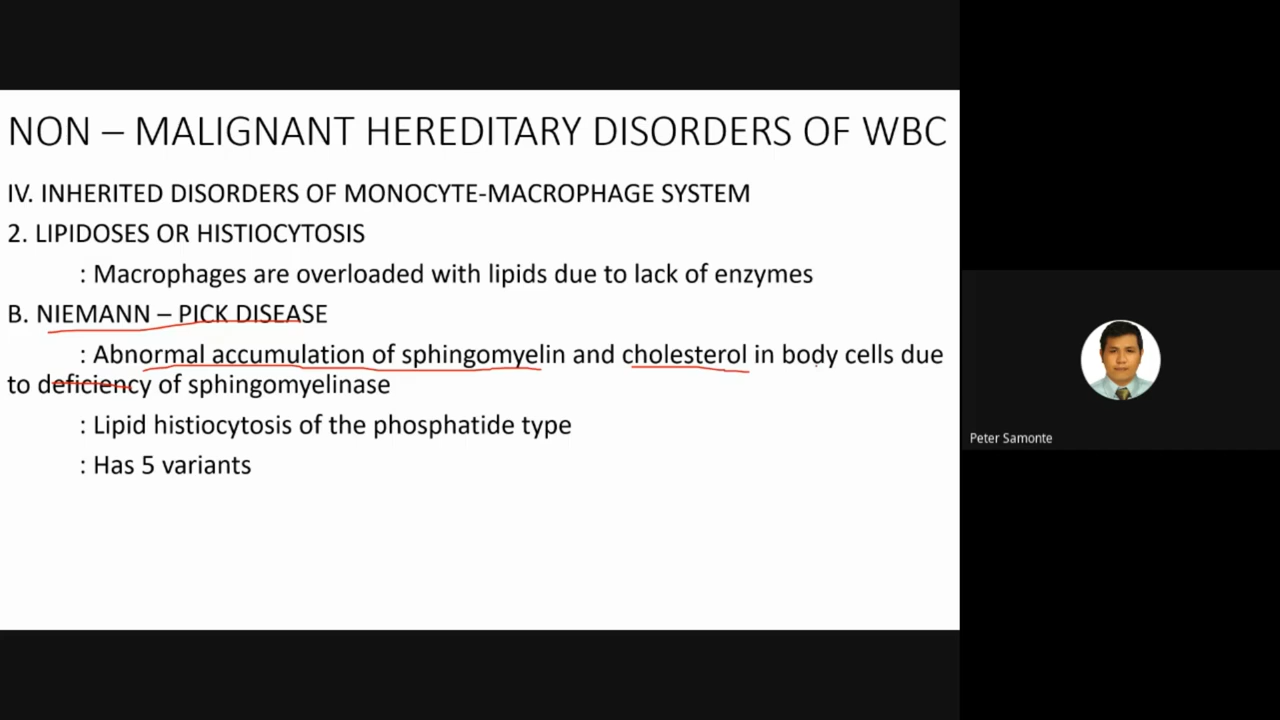 NON – MALIGNANT HEREDITARY DISORDERS OF WBC
IV. INHERITED DISORDERS OF MONOCYTE-MACROPHAGE SYSTEM
2. LIPIDOSES OR HISTIOCYTOSIS
: Macrophages are overloaded with lipids due to lack of enzymes
B. NIEMANN – PICK DISEASE
: Abnormal accumulation of sphingomyelin and cholesterol in body cells due
to deficiency of sphingomyelinase
: Lipid histiocytosis of the phosphatide type
: Has 5 variants
Peter Samonte